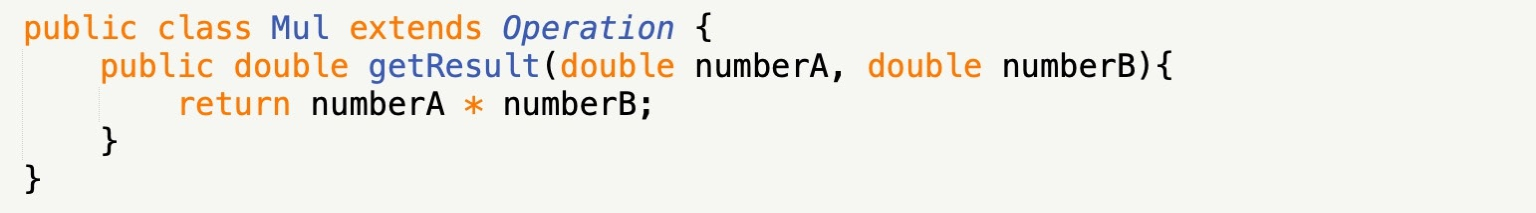 public class Mul extends Operation {
    public double getResult(double numberA, double numberB){
        return numberA * numberB;
    }
}